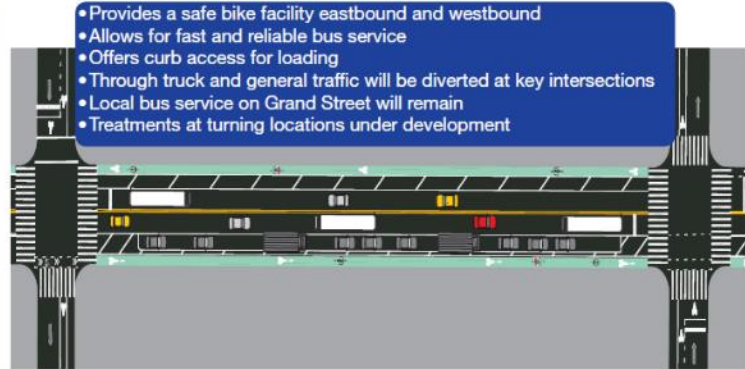 •Provides a safe bike facility eastbound and westbound
•Allows for fast and reliable bus service
•Offers curb access for loading
•Through truck and general traffic will be diverted at key intersections
•Local bus service on Grand Street will remain
•Treatments at turning locations under development